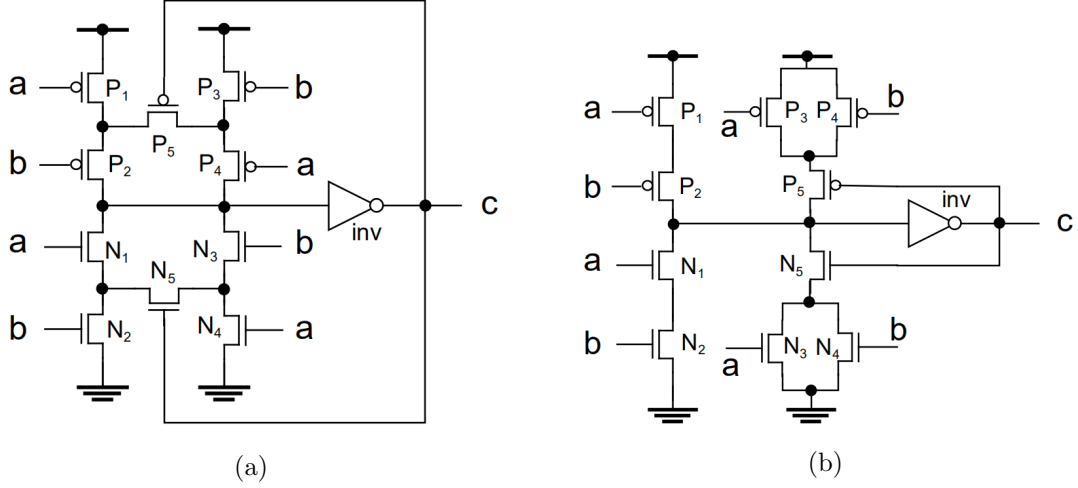 a P₁ P₃ b
P₅
b P₂ P₄ a
inv c
a N₁ N₃ b
N₅
b N₂ N₄ a
(a)
a P₁ a P₃ P₄ b
b P₂ P₅
inv c
a N₁ N₅
b N₂ a N₃ N₄ b
(b)